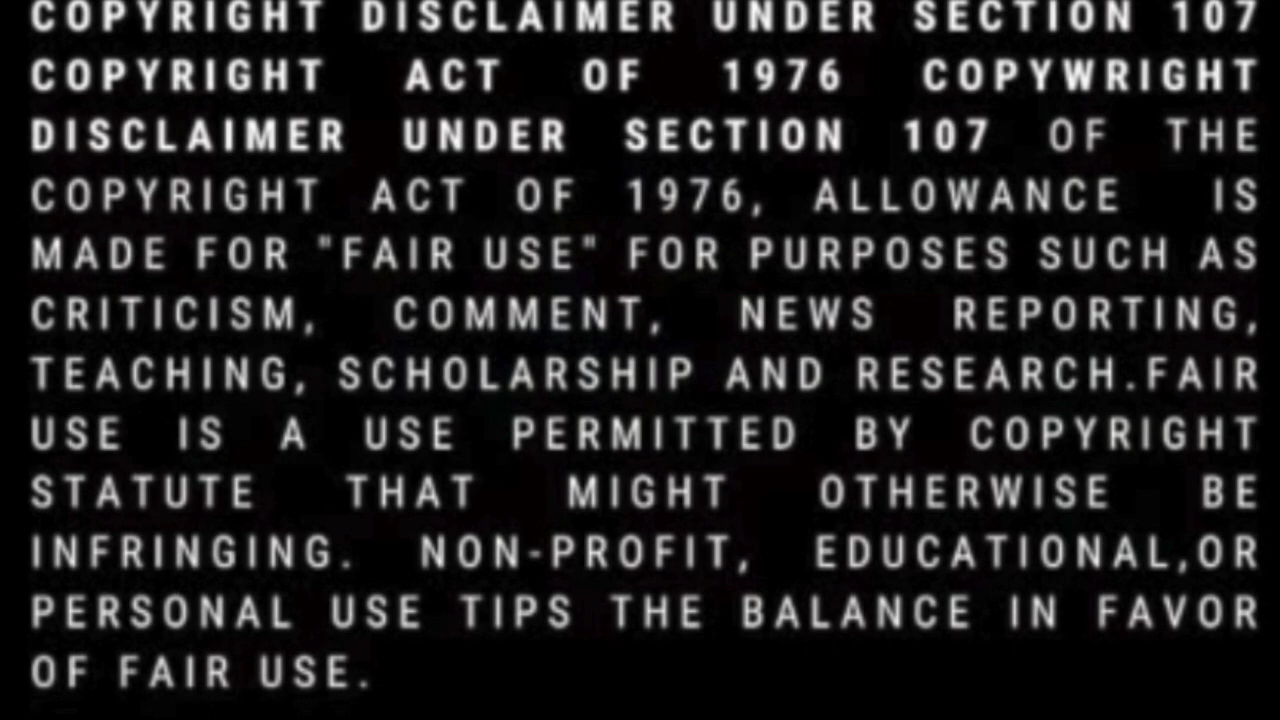 COPYRIGHT DISCLAIMER UNDER SECTION 107
COPYRIGHT ACT OF 1976 COPYWRIGHT
DISCLAIMER UNDER SECTION 107 OF THE
COPYRIGHT ACT OF 1976, ALLOWANCE IS
MADE FOR "FAIR USE" FOR PURPOSES SUCH AS
CRITICISM, COMMENT, NEWS REPORTING,
TEACHING, SCHOLARSHIP AND RESEARCH.FAIR
USE IS A USE PERMITTED BY COPYRIGHT
STATUTE THAT MIGHT OTHERWISE BE
INFRINGING. NON-PROFIT, EDUCATIONAL,OR
PERSONAL USE TIPS THE BALANCE IN FAVOR
OF FAIR USE.